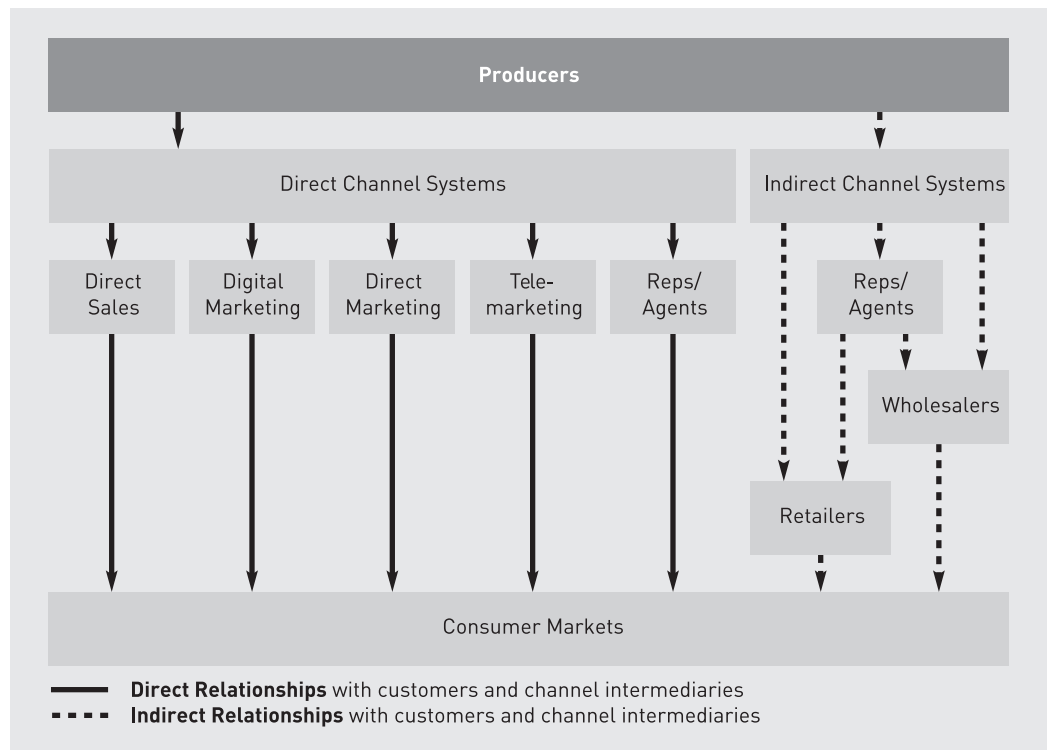 Producers
Direct Channel Systems
Indirect Channel Systems
Direct
Sales
Digital
Marketing
Direct
Marketing
Tele-
marketing
Reps/
Agents
Reps/
Agents
Wholesalers
Retailers
Consumer Markets
Direct Relationships with customers and channel intermediaries
Indirect Relationships with customers and channel intermediaries